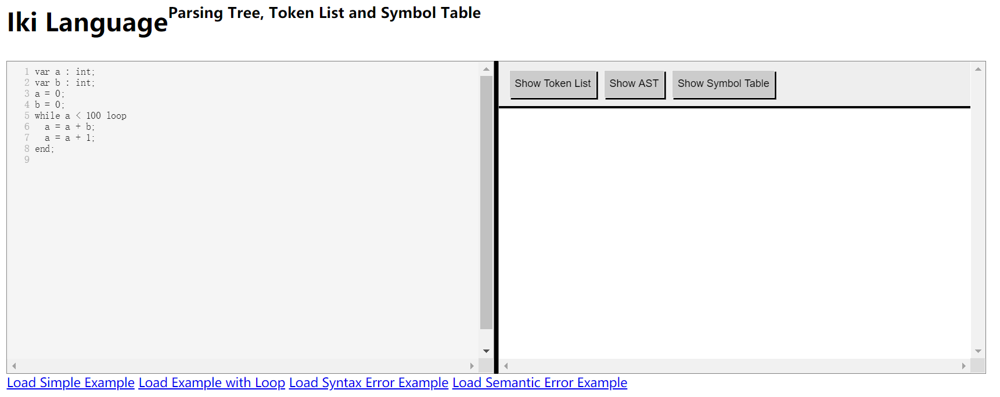 Iki Language Parsing Tree, Token List and Symbol Table
1 var a : int;
2 var b : int;
3 a = 0;
4 b = 0;
5 while a < 100 loop
6   a = a + b;
7   a = a + 1;
8 end;
9
Show Token List Show AST Show Symbol Table
Load Simple Example Load Example with Loop Load Syntax Error Example Load Semantic Error Example